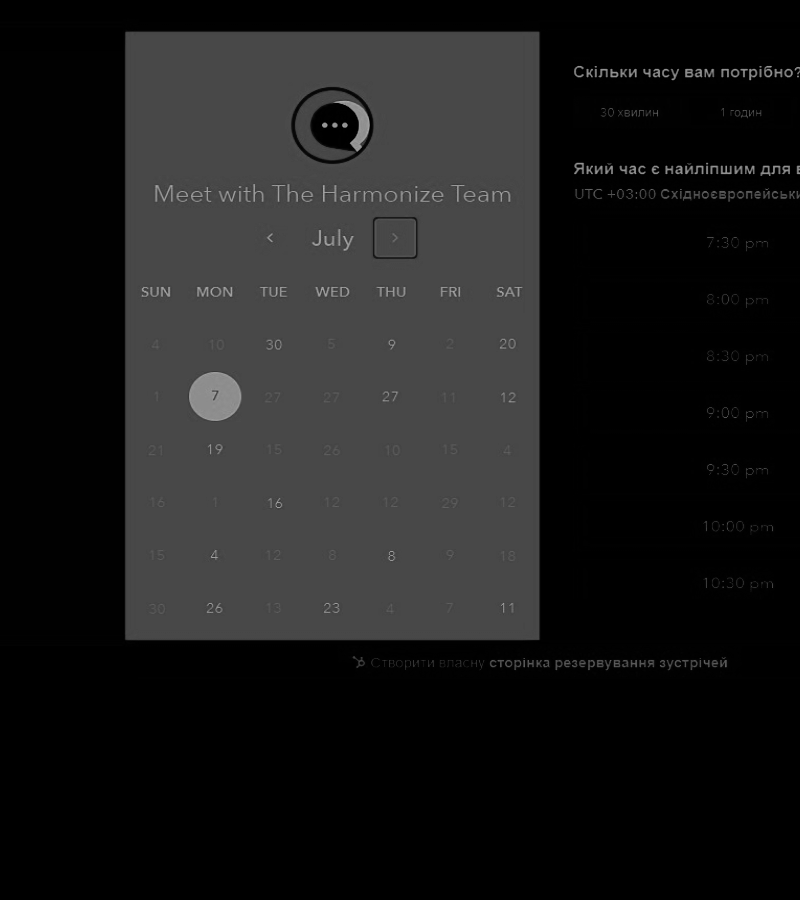 Meet with The Harmonize Team
July
SUN MON TUE WED THU FRI SAT
4 10 30 5 9 2 20
1 7 27 27 27 11 12
21 19 15 26 10 15 4
16 1 16 12 12 29 12
15 4 12 8 8 9 18
30 26 13 23 4 7 11
Скільки часу вам потрібно?
30 хвилин 1 годин
Який час є найліпшим для
UTC +03:00
7:30 pm
8:00 pm
8:30 pm
9:00 pm
9:30 pm
10:00 pm
10:30 pm
Створити власну сторінка резервування зустрічей